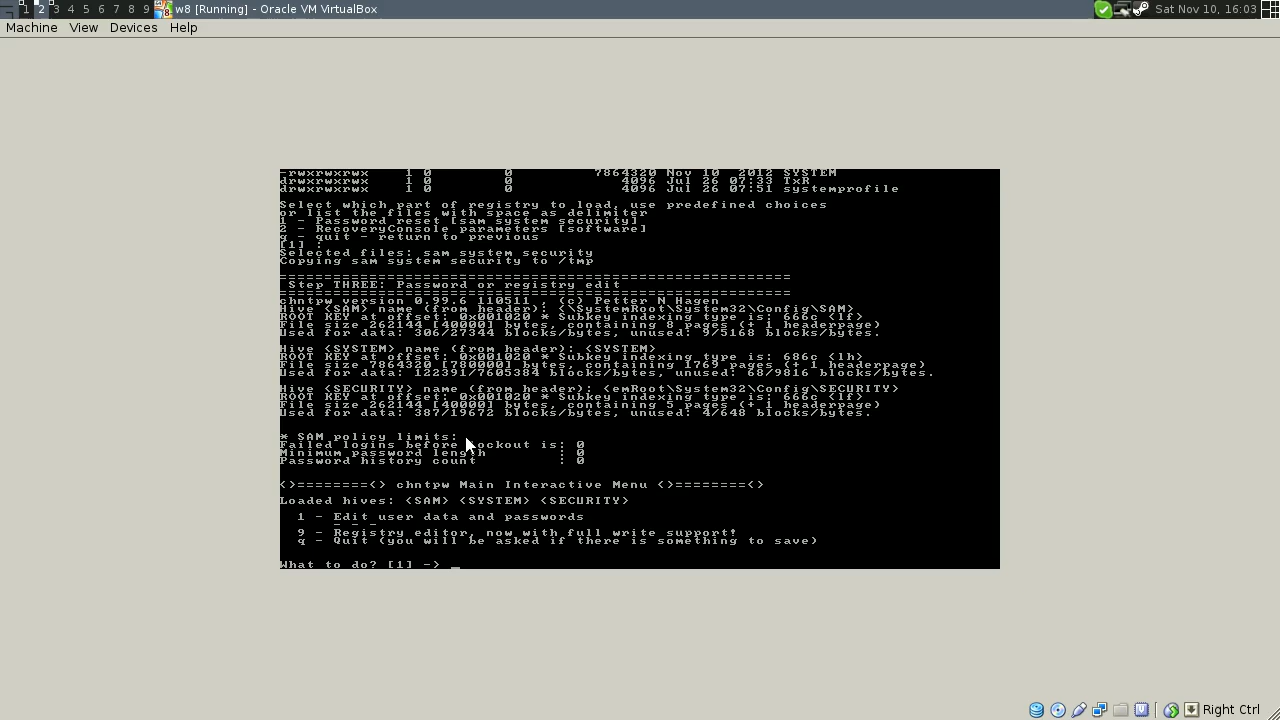 1 2 3 4 5 6 7 8 9 w8 [Running] - Oracle VM VirtualBox Sat Nov 10, 16:03
Machine View Devices Help
-rwxrwxrwx 1 0 0 7864320 Nov 10 2012 SYSTEM
drwxrwxrwx 1 0 0 4096 Jul 26 07:33 TxR
drwxrwxrwx 1 0 0 4096 Jul 26 07:51 systemprofile
Select which part of registry to load, use predefined choices
or list the files with space as delimiter
1 - Password reset [sam system security]
2 - RecoveryConsole parameters [software]
q - quit - return to previous
[1] :
Selected files: sam system security
Copying sam system security to /tmp
=========================================================
Step THREE: Password or registry edit
=========================================================
chntpw version 0.99.6 110511 , (c) Petter N Hagen
Hive <SAM> name (from header): <\SystemRoot\System32\Config\SAM>
ROOT KEY at offset: 0x001020 * Subkey indexing type is: 666c <lf>
File size 262144 [40000] bytes, containing 8 pages (+ 1 headerpage)
Used for data: 306/27344 blocks/bytes, unused: 9/5168 blocks/bytes.
Hive <SYSTEM> name (from header): <SYSTEM>
ROOT KEY at offset: 0x001020 * Subkey indexing type is: 686c <lh>
File size 7864320 [780000] bytes, containing 1769 pages (+ 1 headerpage)
Used for data: 122391/7605384 blocks/bytes, unused: 68/9816 blocks/bytes.
Hive <SECURITY> name (from header): <emRoot\System32\Config\SECURITY>
ROOT KEY at offset: 0x001020 * Subkey indexing type is: 666c <lf>
File size 262144 [40000] bytes, containing 5 pages (+ 1 headerpage)
Used for data: 387/19672 blocks/bytes, unused: 4/648 blocks/bytes.
* SAM policy limits:
Failed logins before lockout is: 0
Minimum password length : 0
Password history count : 0
<>========<> chntpw Main Interactive Menu <>========<>
Loaded hives: <SAM> <SYSTEM> <SECURITY>
1 - Edit user data and passwords
- - -
9 - Registry editor, now with full write support!
q - Quit (you will be asked if there is something to save)
What to do? [1] -> _
Right Ctrl